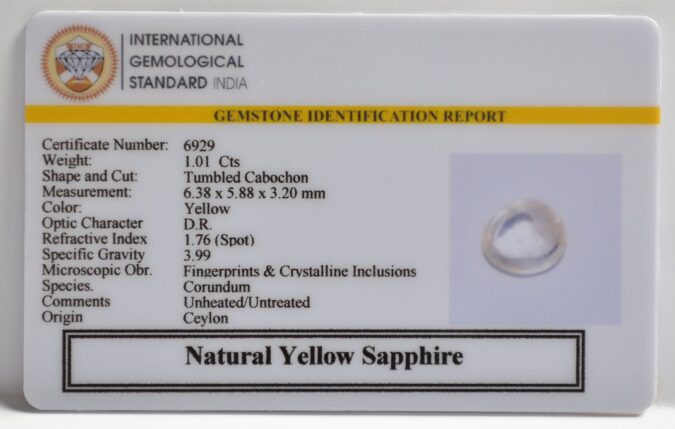 INTERNATIONAL
GEMOLOGICAL
STANDARD INDIA
GEMSTONE IDENTIFICATION REPORT
Certificate Number: 6929
Weight: 1.01 Cts
Shape and Cut: Tumbled Cabochon
Measurement: 6.38 x 5.88 x 3.20 mm
Color: Yellow
Optic Character D.R.
Refractive Index 1.76 (Spot)
Specific Gravity 3.99
Microscopic Obr. Fingerprints & Crystalline Inclusions
Species. Corundum
Comments Unheated/Untreated
Origin Ceylon
Natural Yellow Sapphire